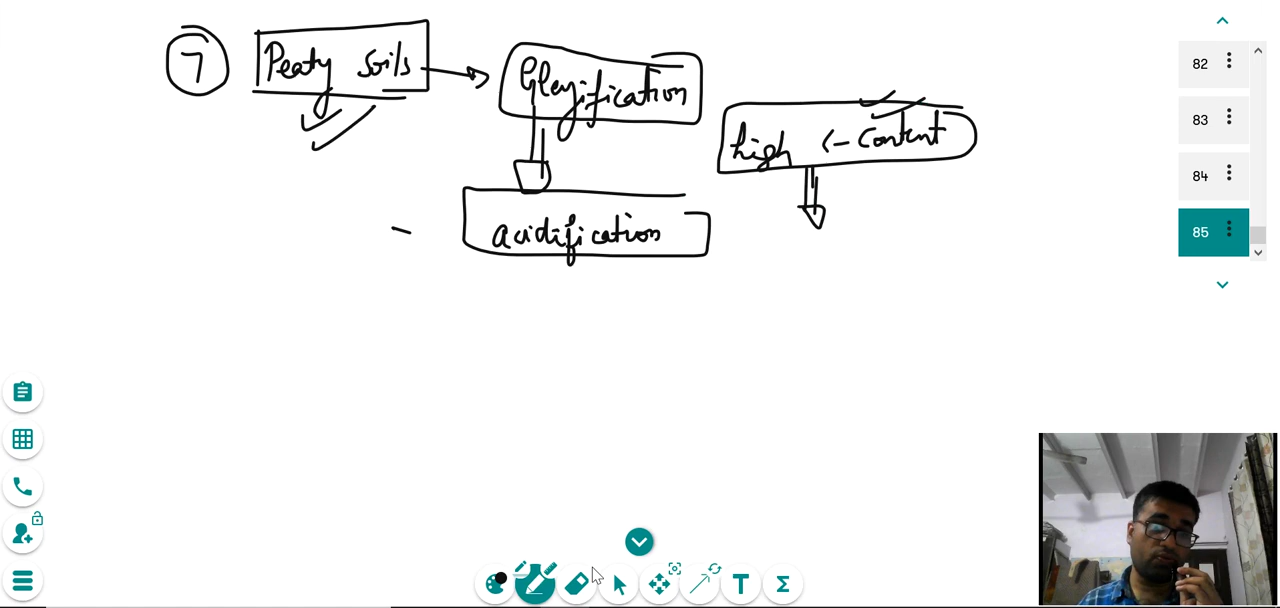 7 Peaty Soils → Gleyification
high ← Content
acidification
82
83
84
85
T
Σ